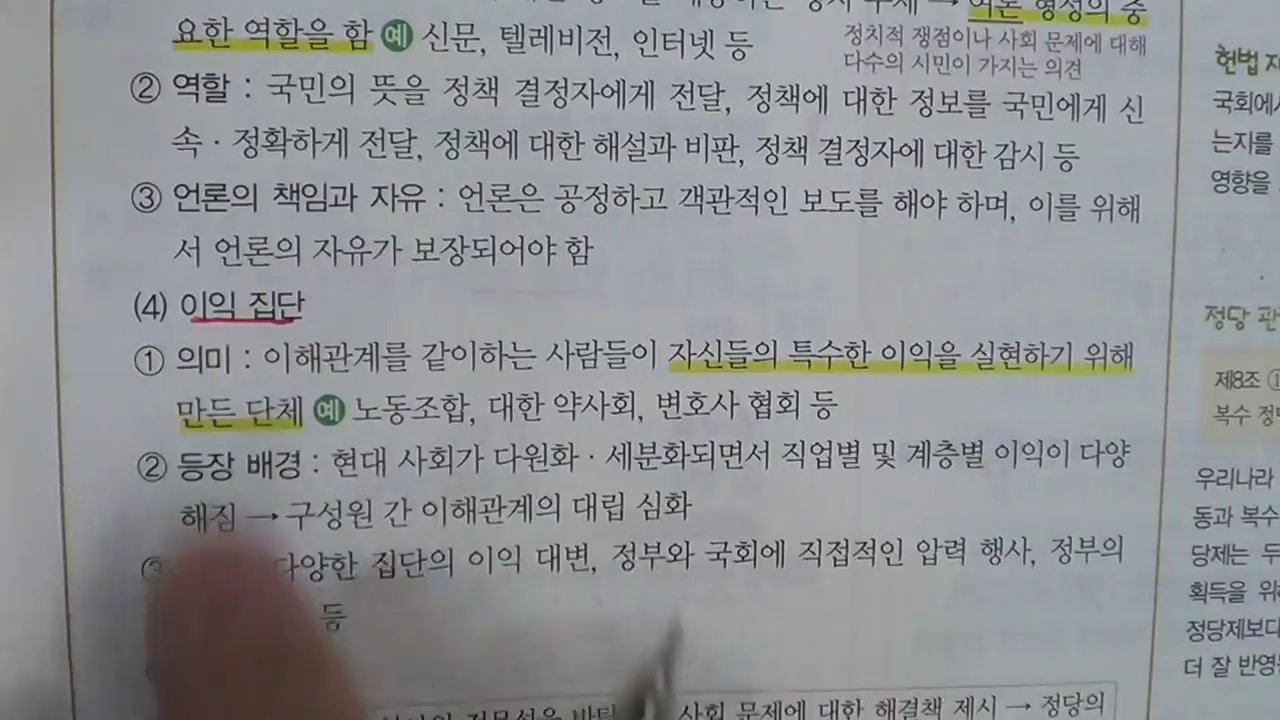 여론 형성의 중
요한 역할을 함 예 신문, 텔레비전, 인터넷 등
정치적 쟁점이나 사회 문제에 대해
다수의 시민이 가지는 의견
② 역할 : 국민의 뜻을 정책 결정자에게 전달, 정책에 대한 정보를 국민에게 신
속 · 정확하게 전달, 정책에 대한 해설과 비판, 정책 결정자에 대한 감시 등
③ 언론의 책임과 자유 : 언론은 공정하고 객관적인 보도를 해야 하며, 이를 위해
서 언론의 자유가 보장되어야 함
(4) 이익 집단
① 의미 : 이해관계를 같이하는 사람들이 자신들의 특수한 이익을 실현하기 위해
만든 단체 예 노동조합, 대한 약사회, 변호사 협회 등
② 등장 배경 : 현대 사회가 다원화 · 세분화되면서 직업별 및 계층별 이익이 다양
해짐 → 구성원 간 이해관계의 대립 심화
③ 다양한 집단의 이익 대변, 정부와 국회에 직접적인 압력 행사, 정부의
등
사회 문제에 대한 해결책 제시 → 정당의
헌법
국회에서
는지를
영향을
정당
제8조 ①
복수
우리나라
동과 복수
당제는 두
획득을
정당제보다
더 잘